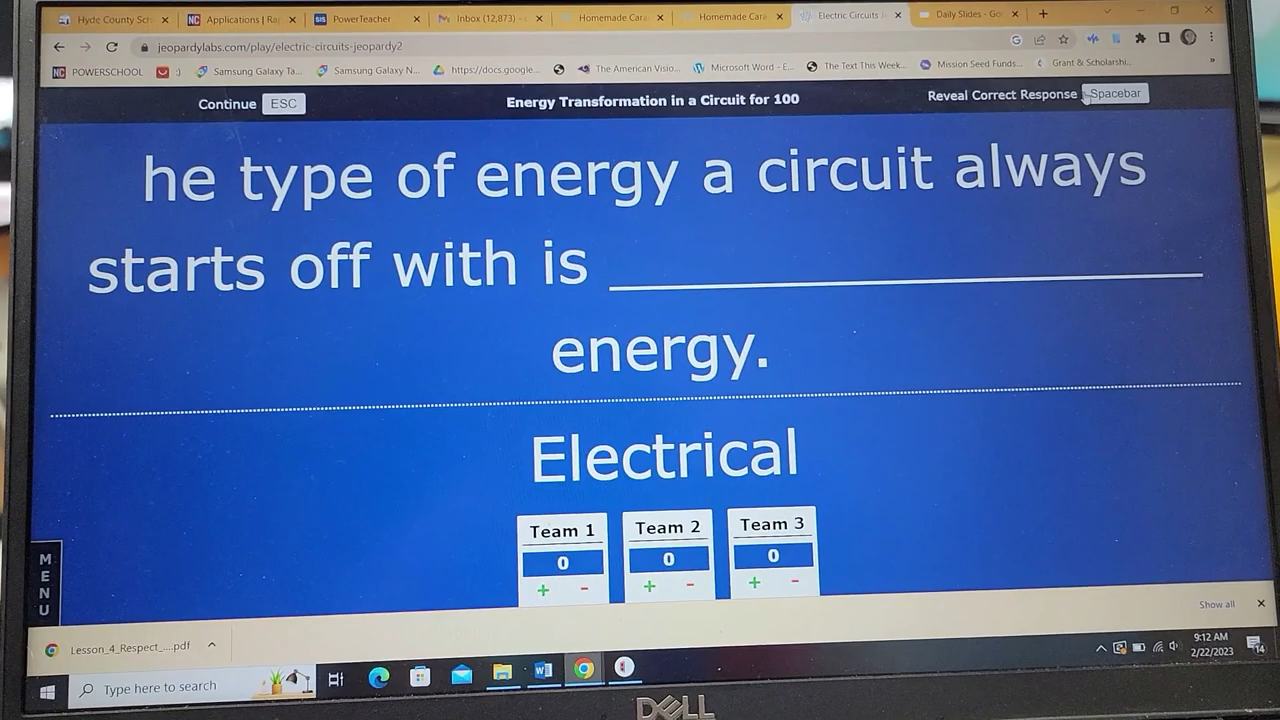 Hyde County Sch
Applications | Ra
PowerTeacher
Inbox (12,873) -
Homemade Cara
Homemade Cara
Electric Circuits J
Daily Slides - Go
jeopardylabs.com/play/electric-circuits-jeopardy2
NC POWERSCHOOL
:)
Samsung Galaxy Ta...
Samsung Galaxy N...
https://docs.google...
The American Visio...
Microsoft Word - E...
The Text This Week...
Mission Seed Funds...
Grant & Scholarshi...
»
Continue ESC
Energy Transformation in a Circuit for 100
Reveal Correct Response Spacebar
he type of energy a circuit always
starts off with is ____________
energy.
Electrical
Team 1
0
+ -
Team 2
0
+ -
Team 3
0
+ -
MENU
Show all
Lesson_4_Respect_....pdf
9:12 AM
2/22/2023
14
Type here to search
DELL